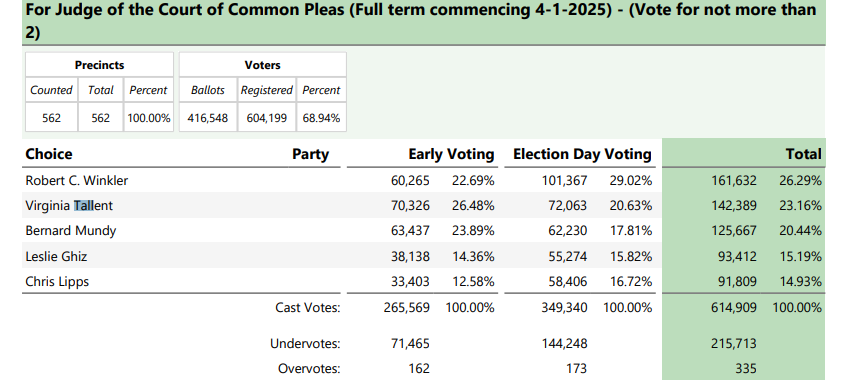 For Judge of the Court of Common Pleas (Full term commencing 4-1-2025) - (Vote for not more than
2)
Precincts Voters
Counted Total Percent Ballots Registered Percent
562 562 100.00% 416,548 604,199 68.94%
Choice Party Early Voting Election Day Voting Total
Robert C. Winkler 60,265 22.69% 101,367 29.02% 161,632 26.29%
Virginia Tallent 70,326 26.48% 72,063 20.63% 142,389 23.16%
Bernard Mundy 63,437 23.89% 62,230 17.81% 125,667 20.44%
Leslie Ghiz 38,138 14.36% 55,274 15.82% 93,412 15.19%
Chris Lipps 33,403 12.58% 58,406 16.72% 91,809 14.93%
Cast Votes: 265,569 100.00% 349,340 100.00% 614,909 100.00%
Undervotes: 71,465 144,248 215,713
Overvotes: 162 173 335